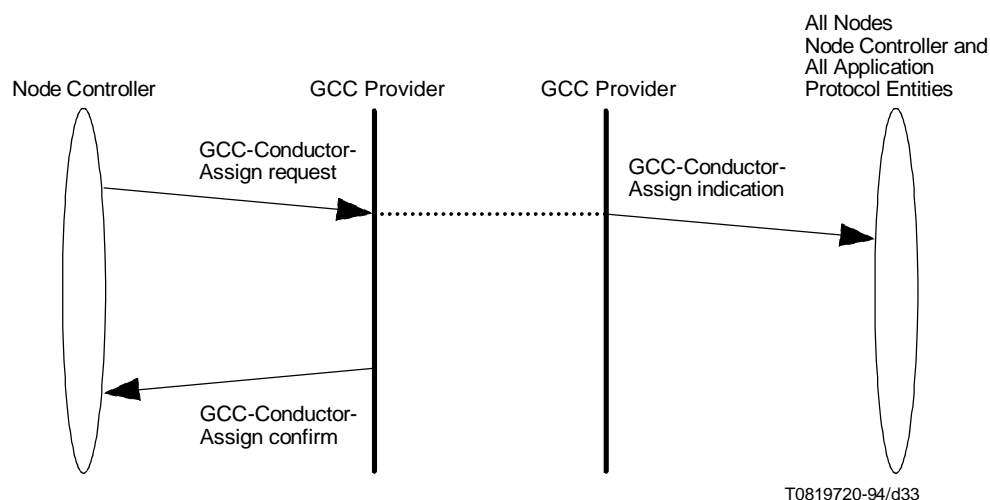 All Nodes
Node Controller and
All Application
Protocol Entities
Node Controller
GCC Provider
GCC Provider
GCC-Conductor-
Assign request
GCC-Conductor-
Assign indication
GCC-Conductor-
Assign confirm
T0819720-94/d33